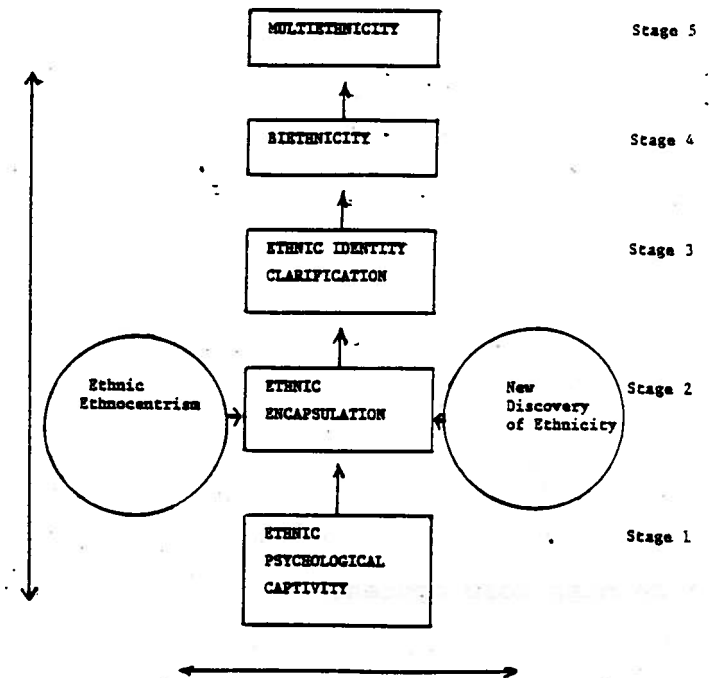 MULTIETHNICITY
Stage 5
BIETHNICITY
Stage 4
ETHNIC IDENTITY
CLARIFICATION
Stage 3
Ethnic
Ethnocentrism
ETHNIC
ENCAPSULATION
New
Discovery
of Ethnicity
Stage 2
ETHNIC
PSYCHOLOGICAL
CAPTIVITY
Stage 1